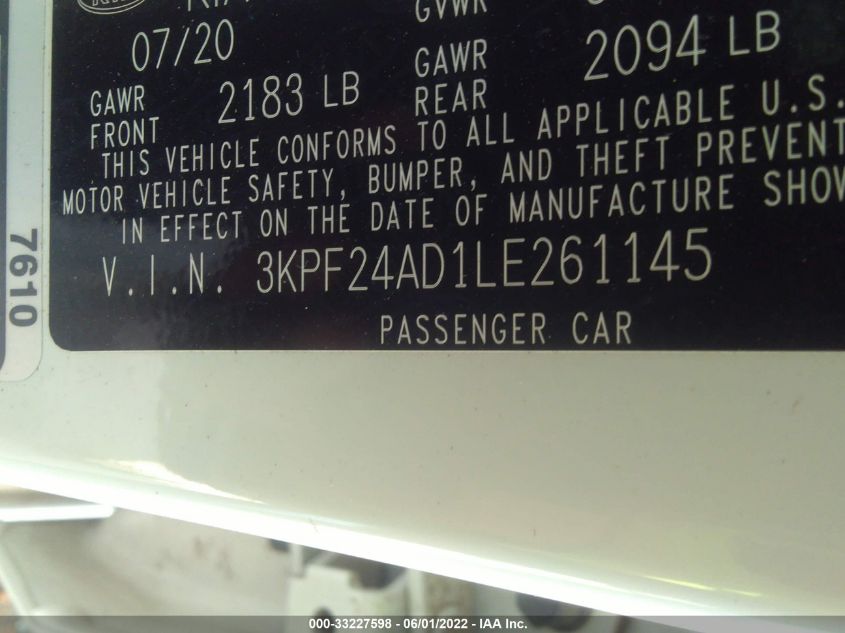 GVWR
07/20
GAWR FRONT 2183 LB
GAWR REAR 2094 LB
THIS VEHICLE CONFORMS TO ALL APPLICABLE U.S.
MOTOR VEHICLE SAFETY, BUMPER, AND THEFT PREVENT
IN EFFECT ON THE DATE OF MANUFACTURE SHOW
V.I.N. 3KPF24AD1LE261145
PASSENGER CAR
7610
000-33227598 - 06/01/2022 - IAA Inc.